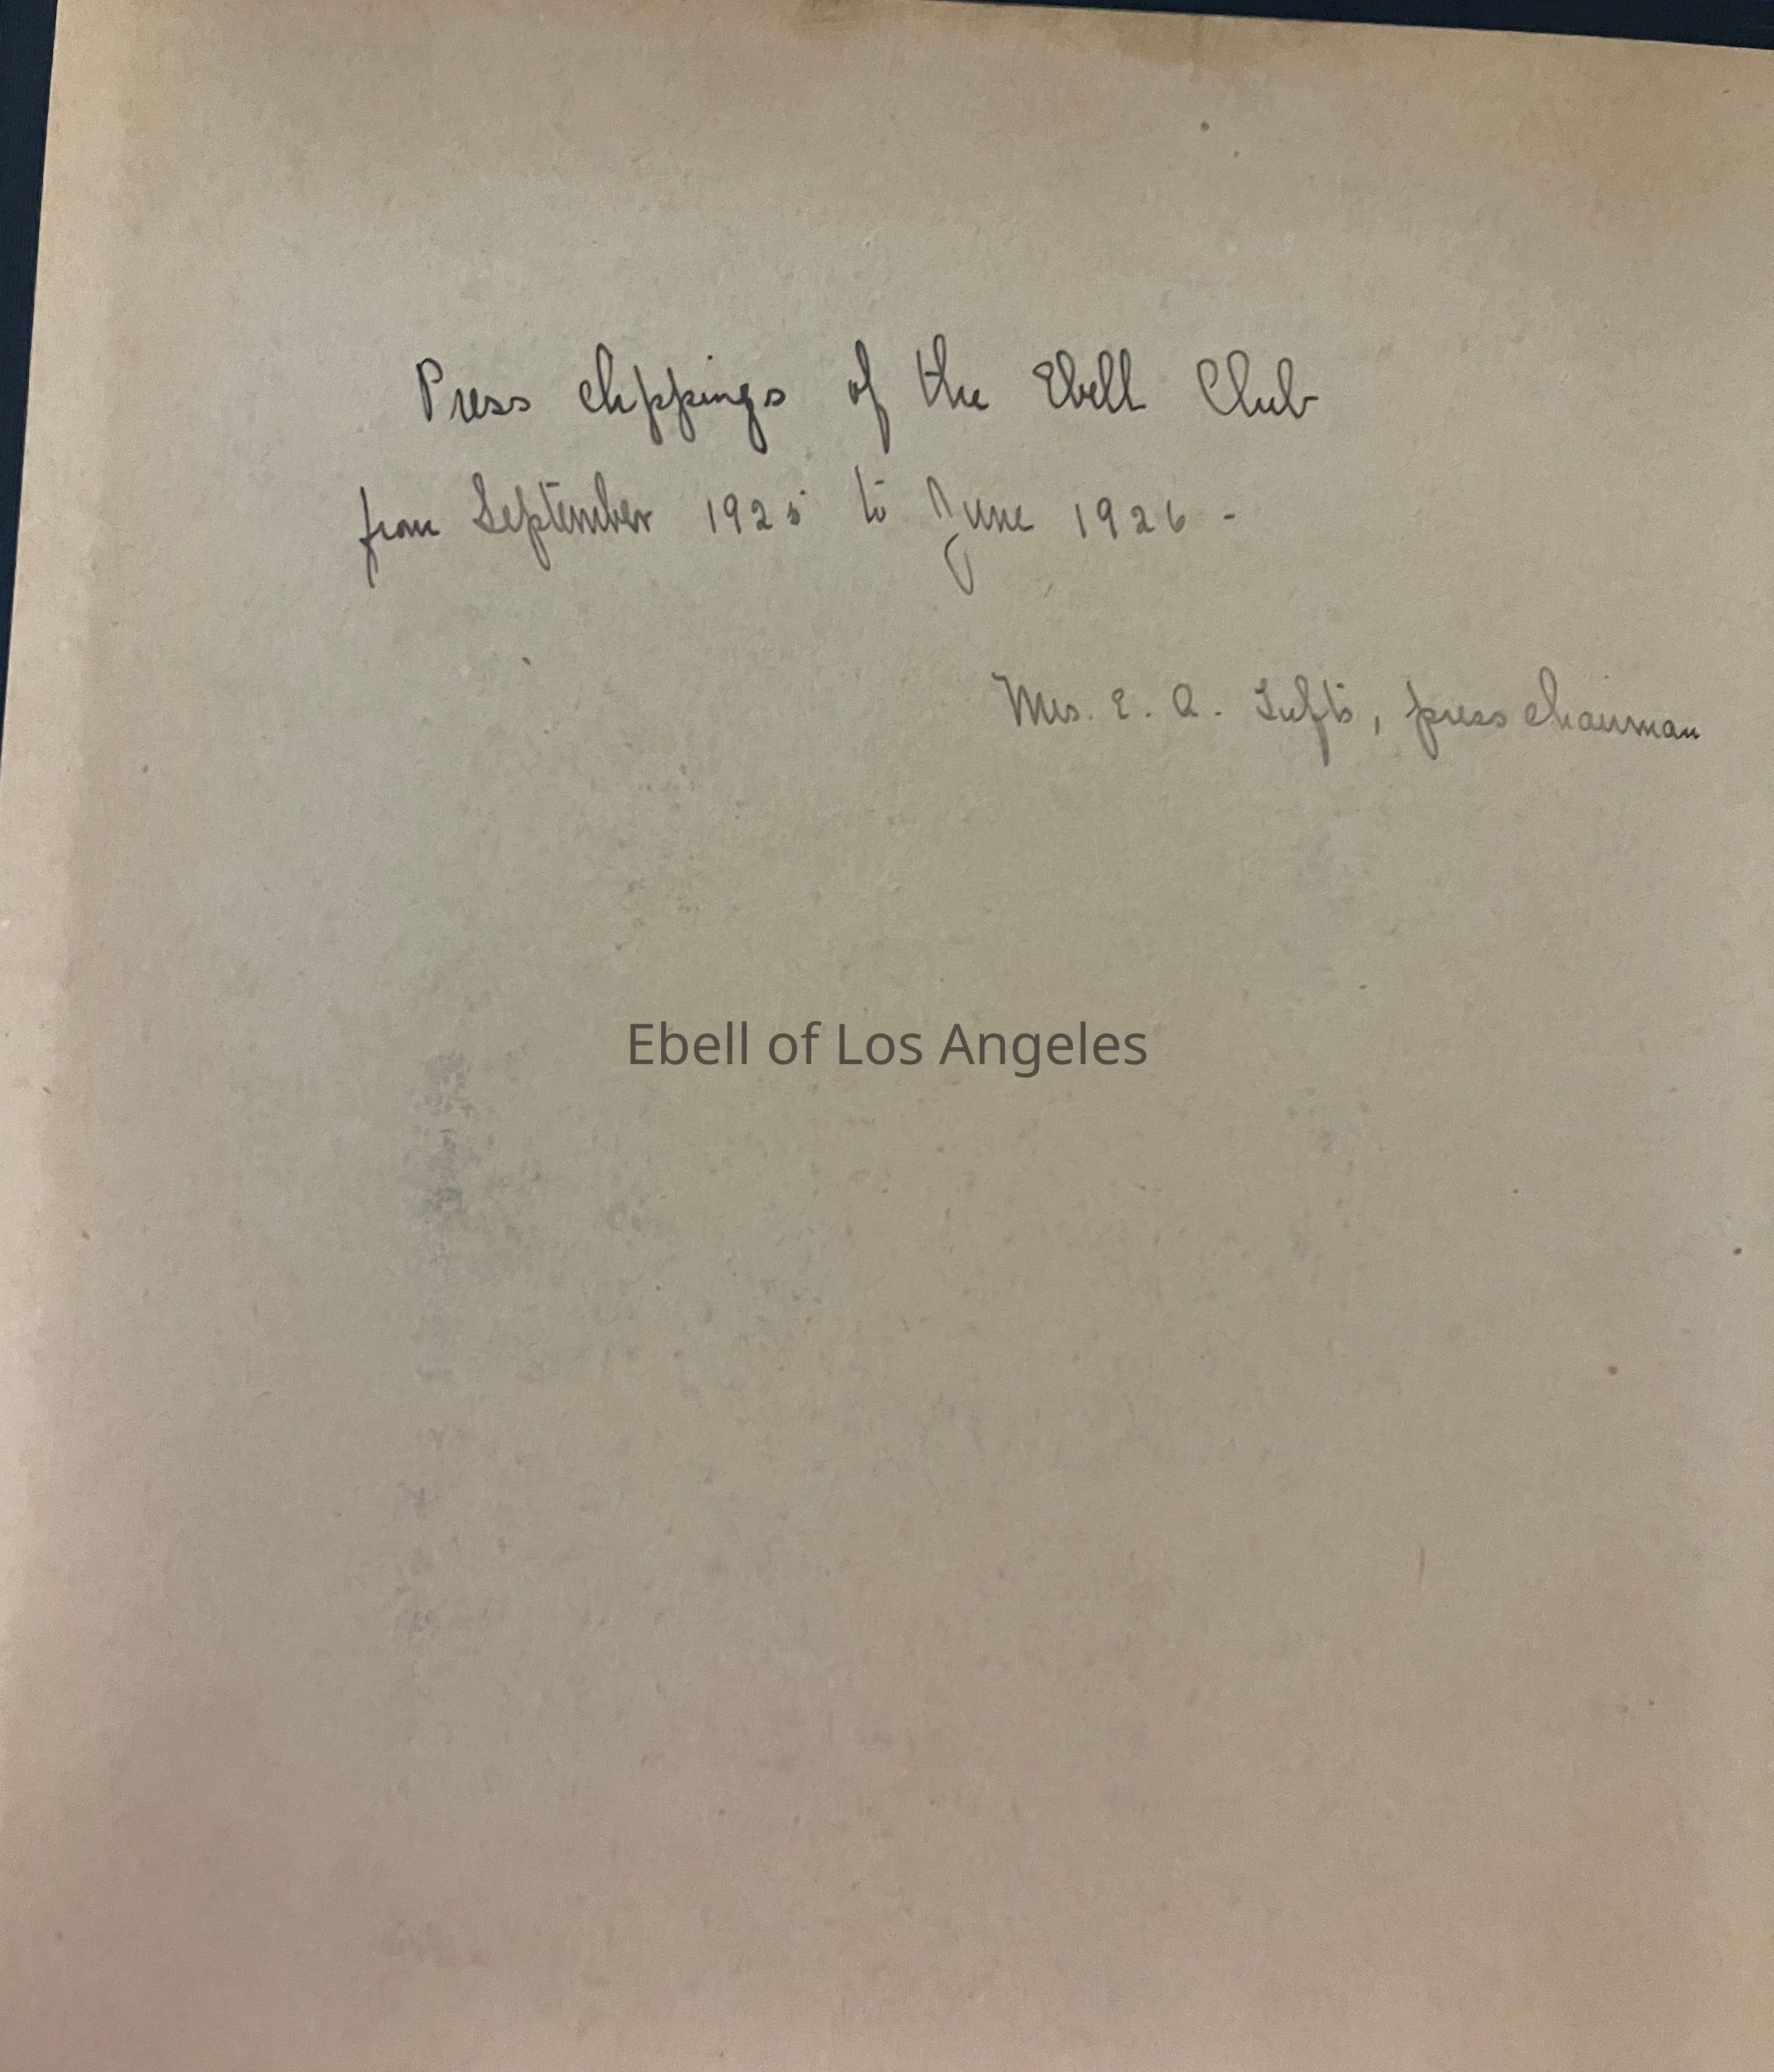 Press clippings of the Ebell Club
from September 1925 to June 1926 -
Mrs. E. A. Tufts, press chairman
Ebell of Los Angeles